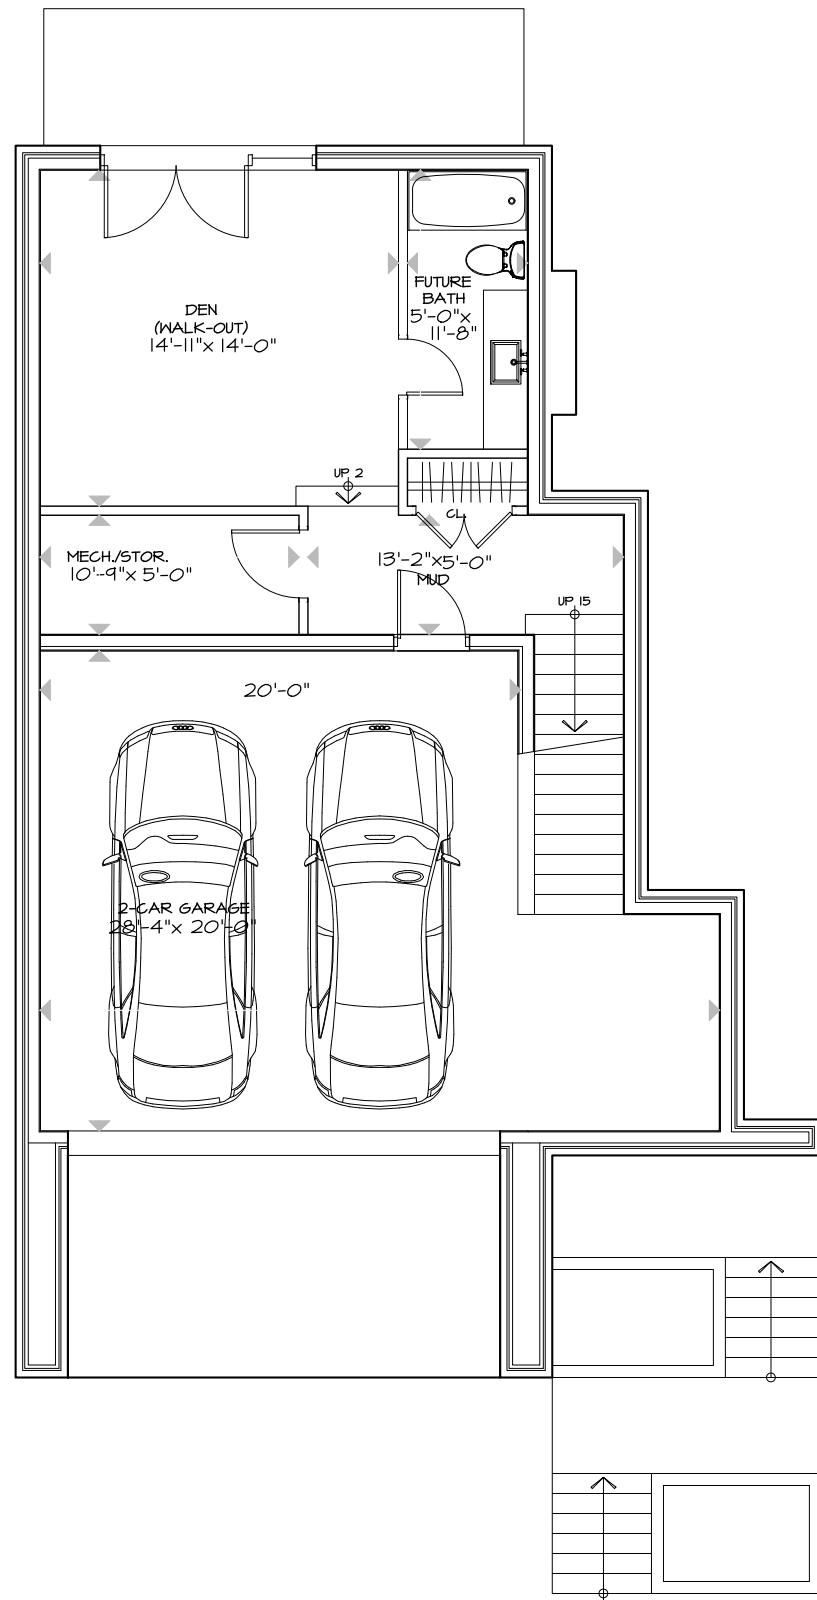 FUTURE
BATH
5'-0"x
11'-8"
DEN
(WALK-OUT)
14'-11"x 14'-0"
UP 2
CL.
MECH./STOR.
10'-9"x 5'-0"
13'-2"x5'-0"
MUD
UP 15
20'-0"
2-CAR GARAGE
28'-4"x 20'-0"